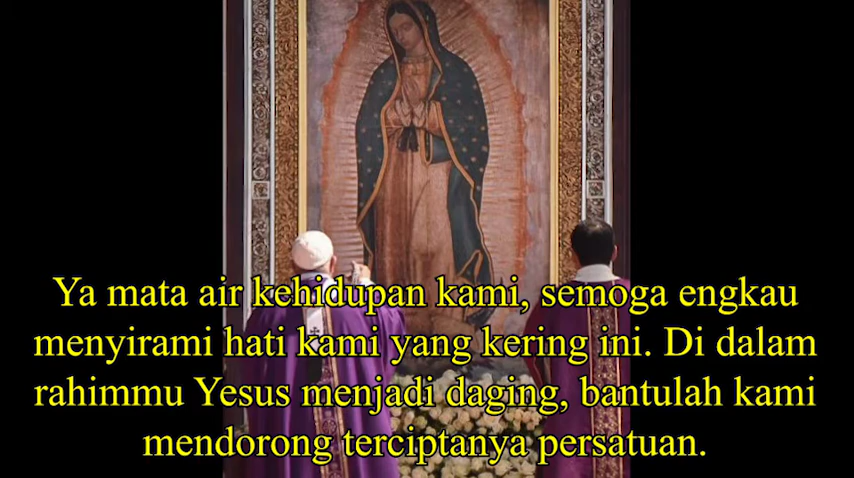 Ya mata air kehidupan kami, semoga engkau
menyirami hati kami yang kering ini. Di dalam
rahimmu Yesus menjadi daging, bantulah kami
mendorong terciptanya persatuan.